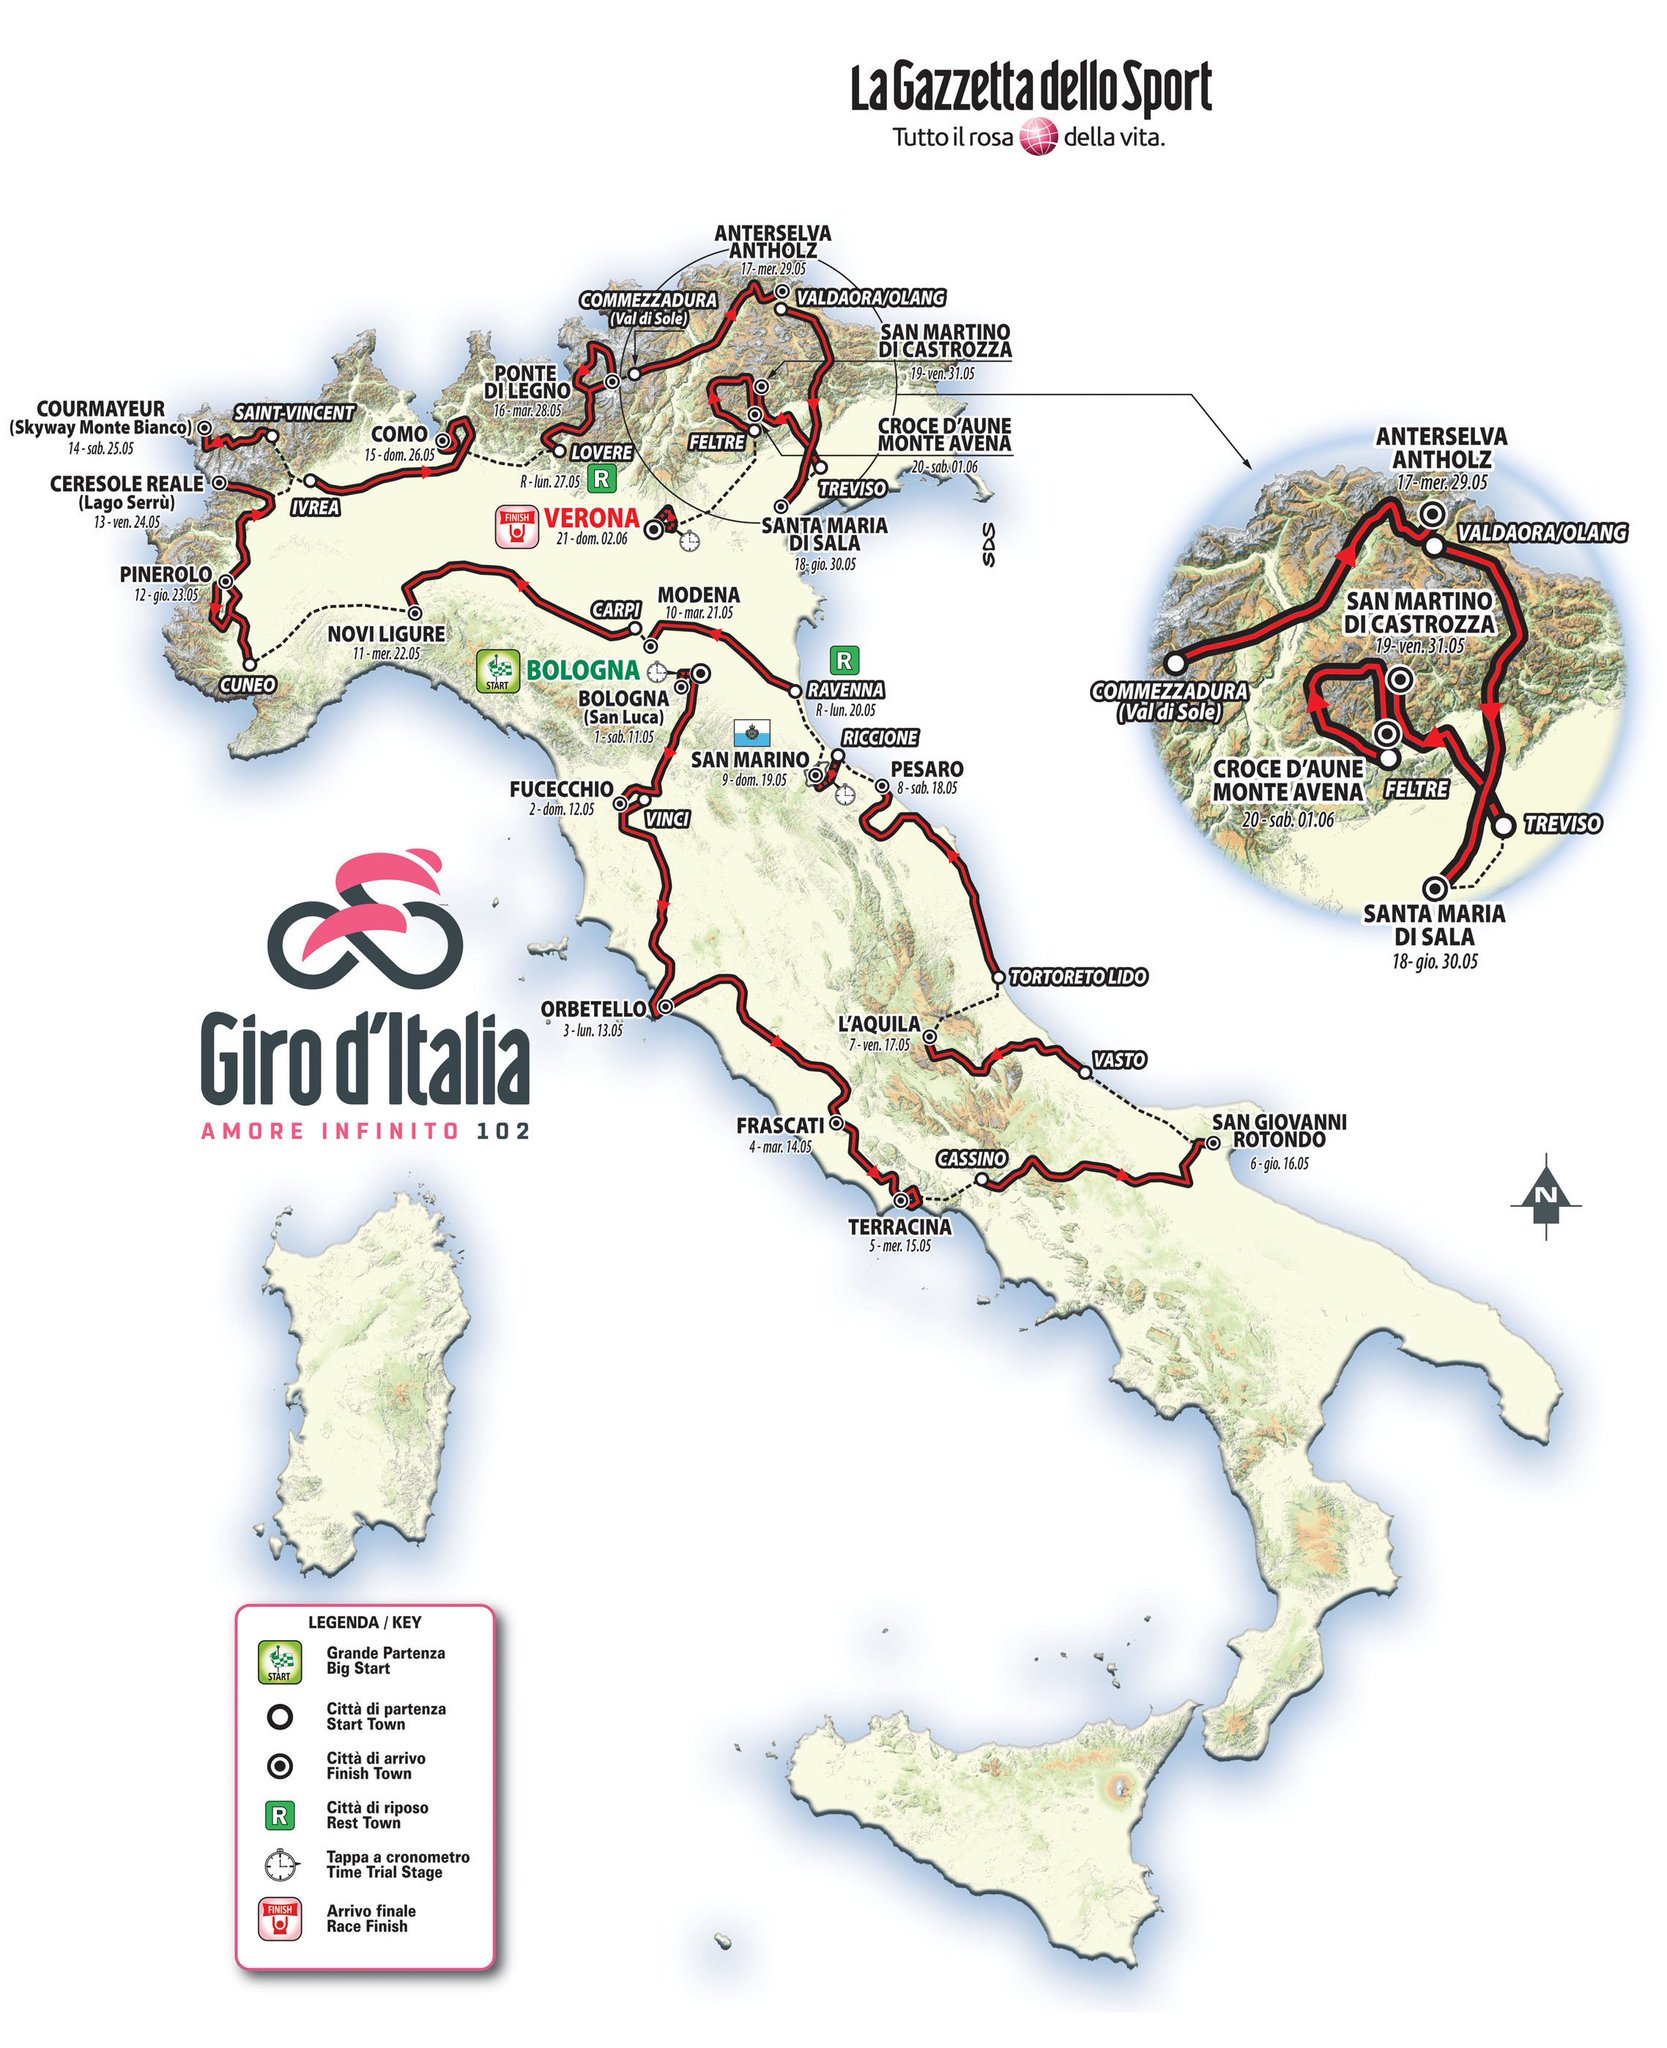 La Gazzetta dello Sport
Tutto il rosa della vita.
ANTERSELVA
ANTHOLZ
17- mer. 29.05
COMMEZZADURA
(Val di Sole)
VALDAORA/OLANG
SAN MARTINO
DI CASTROZZA
19- ven. 31.05
PONTE
DI LEGNO
16 - mar. 28.05
COURMAYEUR
(Skyway Monte Bianco)
14 - sab. 25.05
SAINT-VINCENT
COMO
15 - dom. 26.05
LOVERE
R - lun. 27.05
R
FELTRE
CROCE D'AUNE
MONTE AVENA
20 - sab. 01.06
CERESOLE REALE
(Lago Serrù)
13 - ven. 24.05
IVREA
TREVISO
FINISH
VERONA
21 - dom. 02.06
SANTA MARIA
DI SALA
18- gio. 30.05
SDS
PINEROLO
12 - gio. 23.05
NOVI LIGURE
11 - mer. 22.05
CARPI
MODENA
10 - mar. 21.05
CUNEO
START
BOLOGNA
BOLOGNA
(San Luca)
1 - sab. 11.05
R
RAVENNA
R - lun. 20.05
RICCIONE
SAN MARINO
9 - dom. 19.05
PESARO
8 - sab. 18.05
FUCECCHIO
2 - dom. 12.05
VINCI
ANTERSELVA
ANTHOLZ
17- mer. 29.05
VALDAORA/OLANG
SAN MARTINO
DI CASTROZZA
19- ven. 31.05
COMMEZZADURA
(Val di Sole)
CROCE D'AUNE
MONTE AVENA
20 - sab. 01.06
FELTRE
TREVISO
SANTA MARIA
DI SALA
18- gio. 30.05
Giro d'Italia
AMORE INFINITO 102
ORBETELLO
3 - lun. 13.05
TORTORETO LIDO
L'AQUILA
7 - ven. 17.05
VASTO
FRASCATI
4 - mar. 14.05
CASSINO
SAN GIOVANNI
ROTONDO
6 - gio. 16.05
TERRACINA
5 - mer. 15.05
N
LEGENDA / KEY
START
Grande Partenza
Big Start
Città di partenza
Start Town
Città di arrivo
Finish Town
R
Città di riposo
Rest Town
Tappa a cronometro
Time Trial Stage
FINISH
Arrivo finale
Race Finish